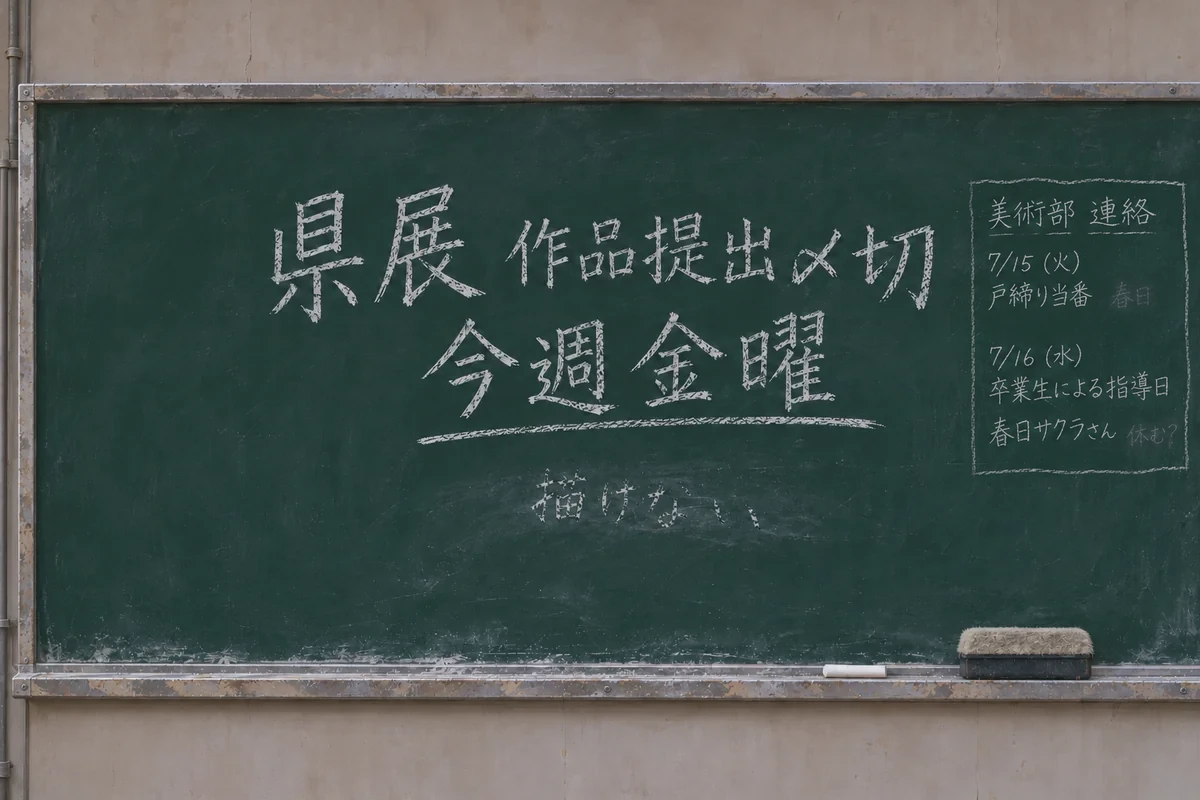 県展 作品提出〆切
今週金曜
描けない
美術部 連絡
7/15 (火)
戸締り当番 春日
7/16 (水)
卒業生による指導日
春日サクラさん 休む?